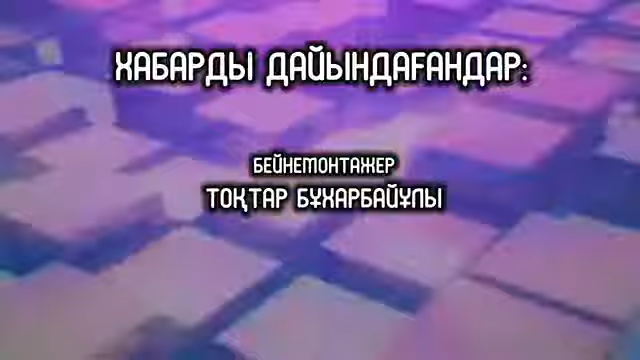 ХАБАРДЫ ДАЙЫНДАҒАНДАР:
БЕЙНЕМОНТАЖЕР
ТОҚТАР БҰХАРБАЙҰЛЫ